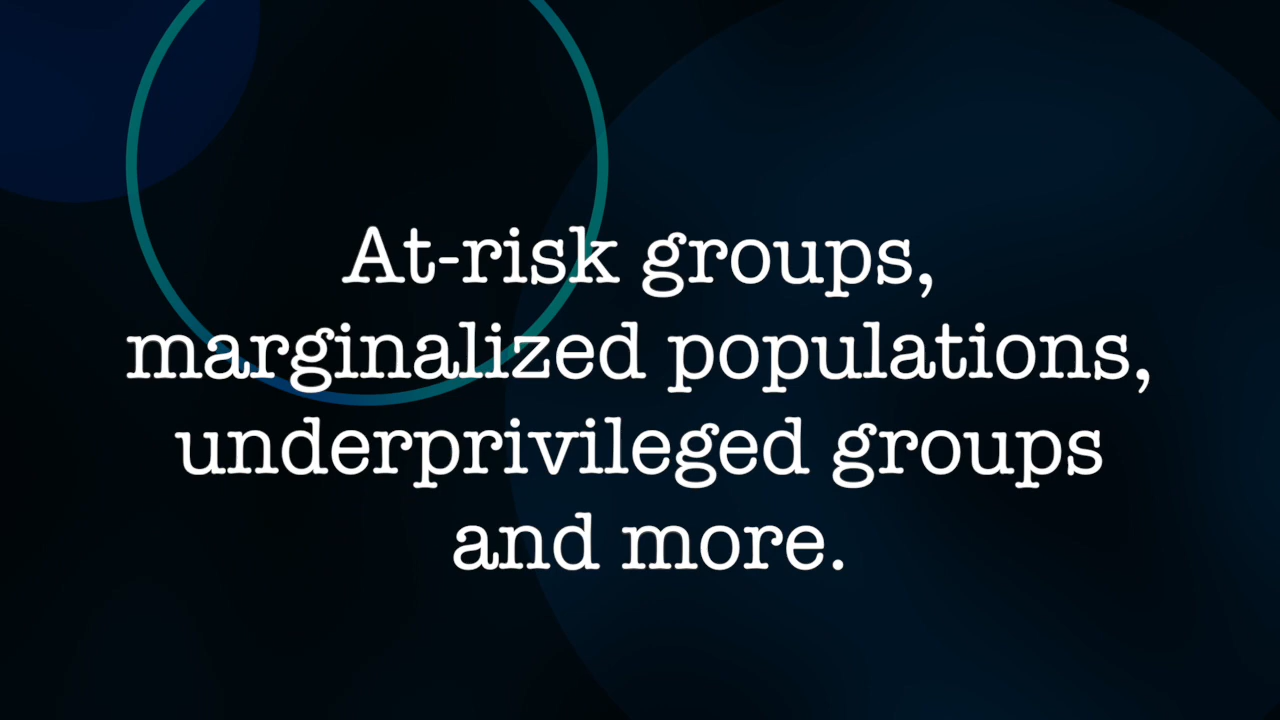 At-risk groups,
marginalized populations,
underprivileged groups
and more.